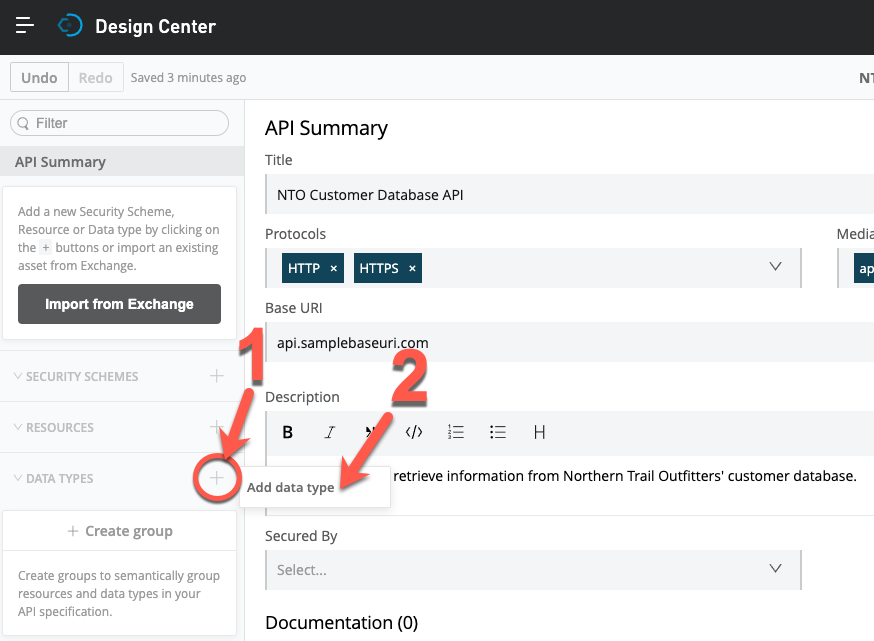 Design Center
Undo Redo Saved 3 minutes ago NT
Filter
API Summary
Add a new Security Scheme,
Resource or Data type by clicking on
the + buttons or import an existing
asset from Exchange.
Import from Exchange
SECURITY SCHEMES +
RESOURCES +
DATA TYPES +
+ Create group
Create groups to semantically group
resources and data types in your
API specification.
API Summary
Title
NTO Customer Database API
Protocols
HTTP × HTTPS ×
Media
ap
Base URI
api.samplebaseuri.com
1
2
Description
B I </> H
Add data type
retrieve information from Northern Trail Outfitters' customer database.
Secured By
Select...
Documentation (0)